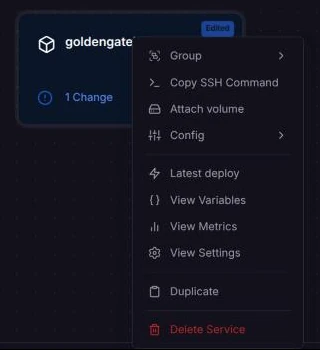 Edited
goldengate
1 Change
Group
Copy SSH Command
Attach volume
Config
Latest deploy
View Variables
View Metrics
View Settings
Duplicate
Delete Service